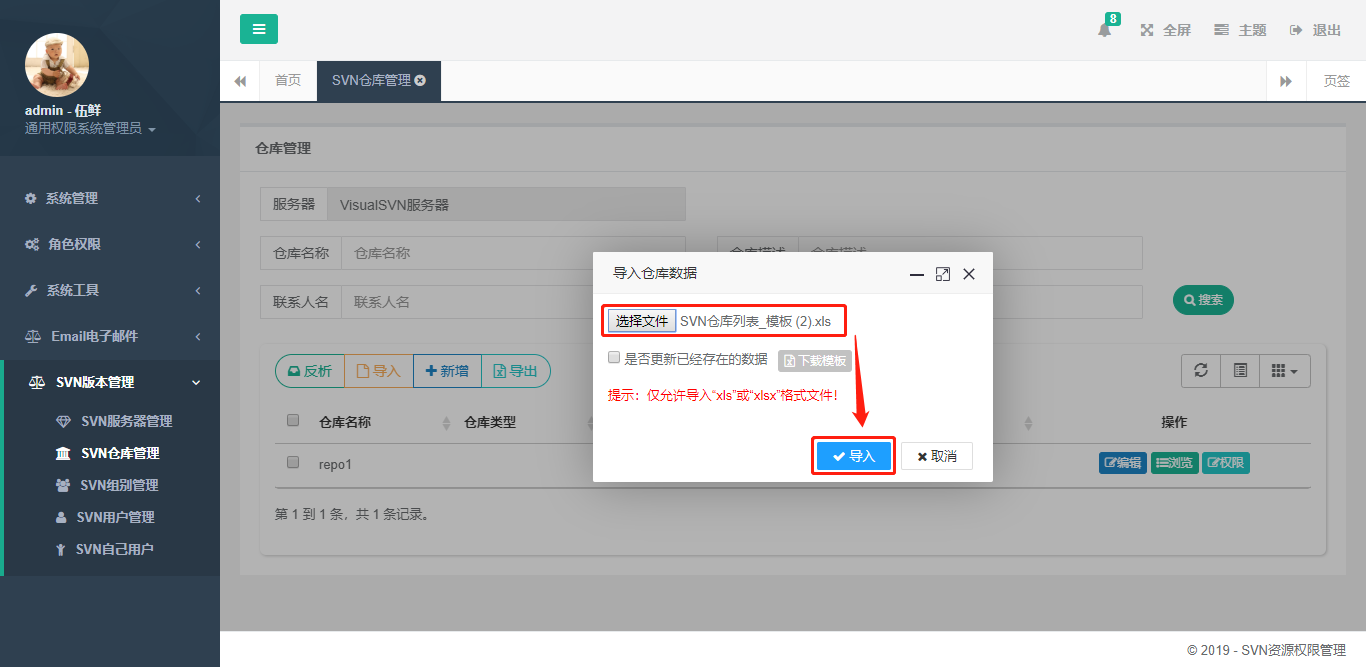 8
全屏
主题
退出
首页
SVN仓库管理
页签
admin - 伍鲜
通用权限系统管理员
系统管理
角色权限
系统工具
Email电子邮件
SVN版本管理
SVN服务器管理
SVN仓库管理
SVN组别管理
SVN用户管理
SVN自己用户
仓库管理
服务器 VisualSVN服务器
仓库名称 仓库名称
仓库描述 仓库描述
联系人名 联系人名
搜索
反析 导入 新增 导出
仓库名称 仓库类型 操作
repo1 编辑 浏览 权限
第 1 到 1 条，共 1 条记录。
导入仓库数据
选择文件 SVN仓库列表_模板 (2).xls
是否更新已经存在的数据 下载模板
提示：仅允许导入“xls”或“xlsx”格式文件！
导入 取消
© 2019 - SVN资源权限管理